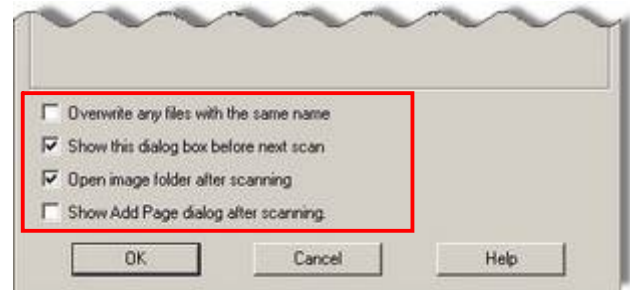 Overwrite any files with the same name
Show this dialog box before next scan
Open image folder after scanning
Show Add Page dialog after scanning.
OK Cancel Help